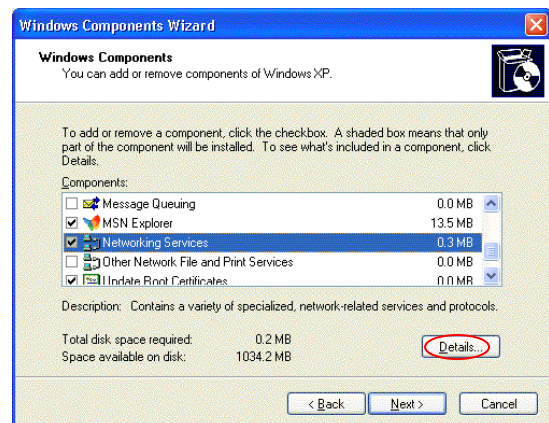 Windows Components Wizard
Windows Components
You can add or remove components of Windows XP.
To add or remove a component, click the checkbox. A shaded box means that only
part of the component will be installed. To see what's included in a component, click
Details.
Components:
Message Queuing 0.0 MB
MSN Explorer 13.5 MB
Networking Services 0.3 MB
Other Network File and Print Services 0.0 MB
Update Root Certificates 0.0 MB
Description: Contains a variety of specialized, network-related services and protocols.
Total disk space required: 0.2 MB
Space available on disk: 1034.2 MB
Details...
< Back Next > Cancel